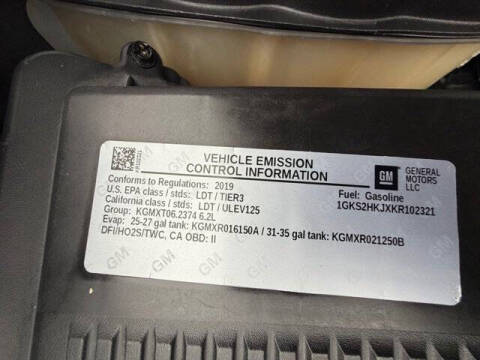 VEHICLE EMISSION
CONTROL INFORMATION
GM
GENERAL
MOTORS
LLC
Conforms to Regulations: 2019
U.S. EPA class / stds: LDT / TIER3
California class / stds: LDT / ULEV125
Group: KGMXT06.2374 6.2L
Evap: 25-27 gal tank: KGMXR016150A / 31-35 gal tank: KGMXR021250B
DFI/HO2S/TWC, CA OBD: II
Fuel: Gasoline
1GKS2HKJXKR102321